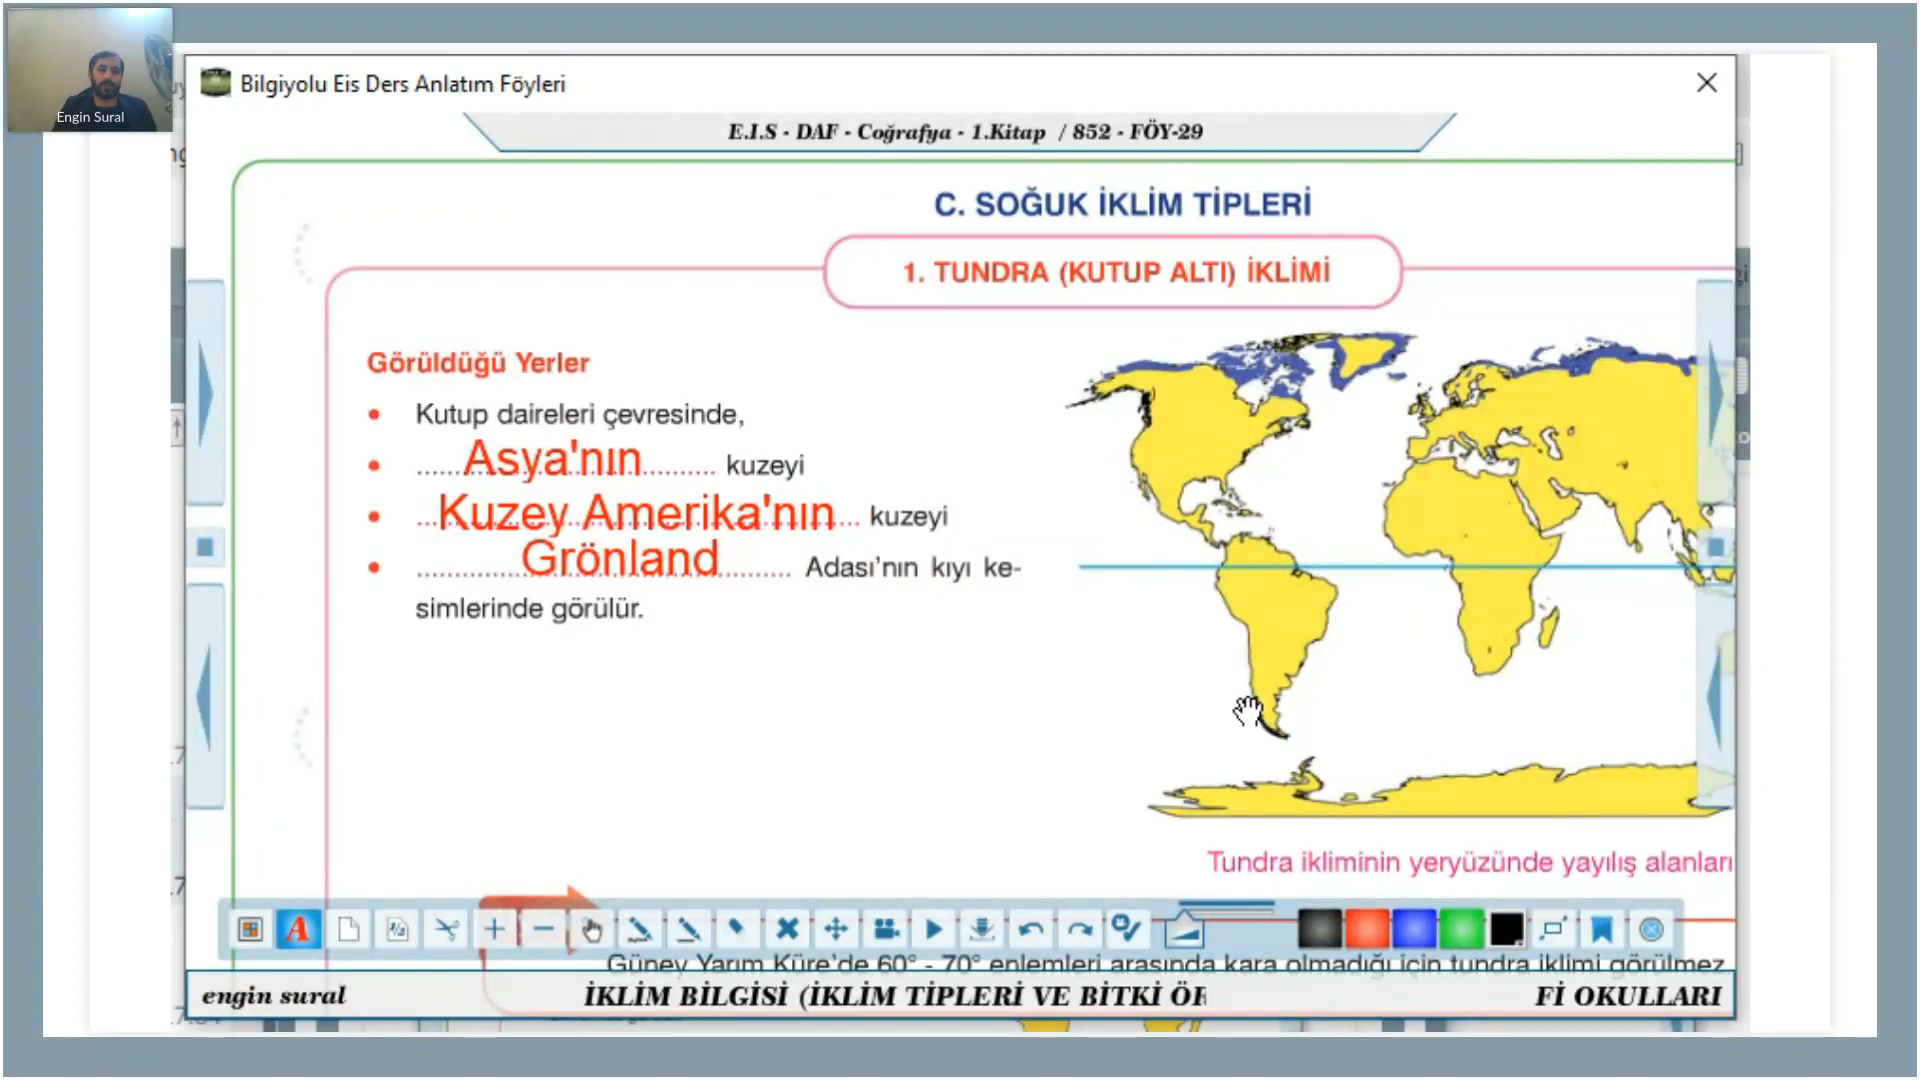 Engin Sural
Bilgiyolu Eis Ders Anlatım Föyleri
E.I.S - DAF - Coğrafya - 1.Kitap / 852 - FÖY-29
C. SOĞUK İKLİM TİPLERİ
1. TUNDRA (KUTUP ALTI) İKLİMİ
Görüldüğü Yerler
• Kutup daireleri çevresinde,
• ...... Asya'nın ......... kuzeyi
• .. Kuzey Amerika'nın ... kuzeyi
• ............. Grönland ......... Adası'nın kıyı ke-
simlerinde görülür.
Tundra ikliminin yeryüzünde yayılış alanları
A
1/2
Güney Yarım Küre'de 60° - 70° enlemleri arasında kara olmadığı için tundra iklimi görülmez
engin sural
İKLİM BİLGİSİ (İKLİM TİPLERİ VE BİTKİ
Fİ OKULLARI